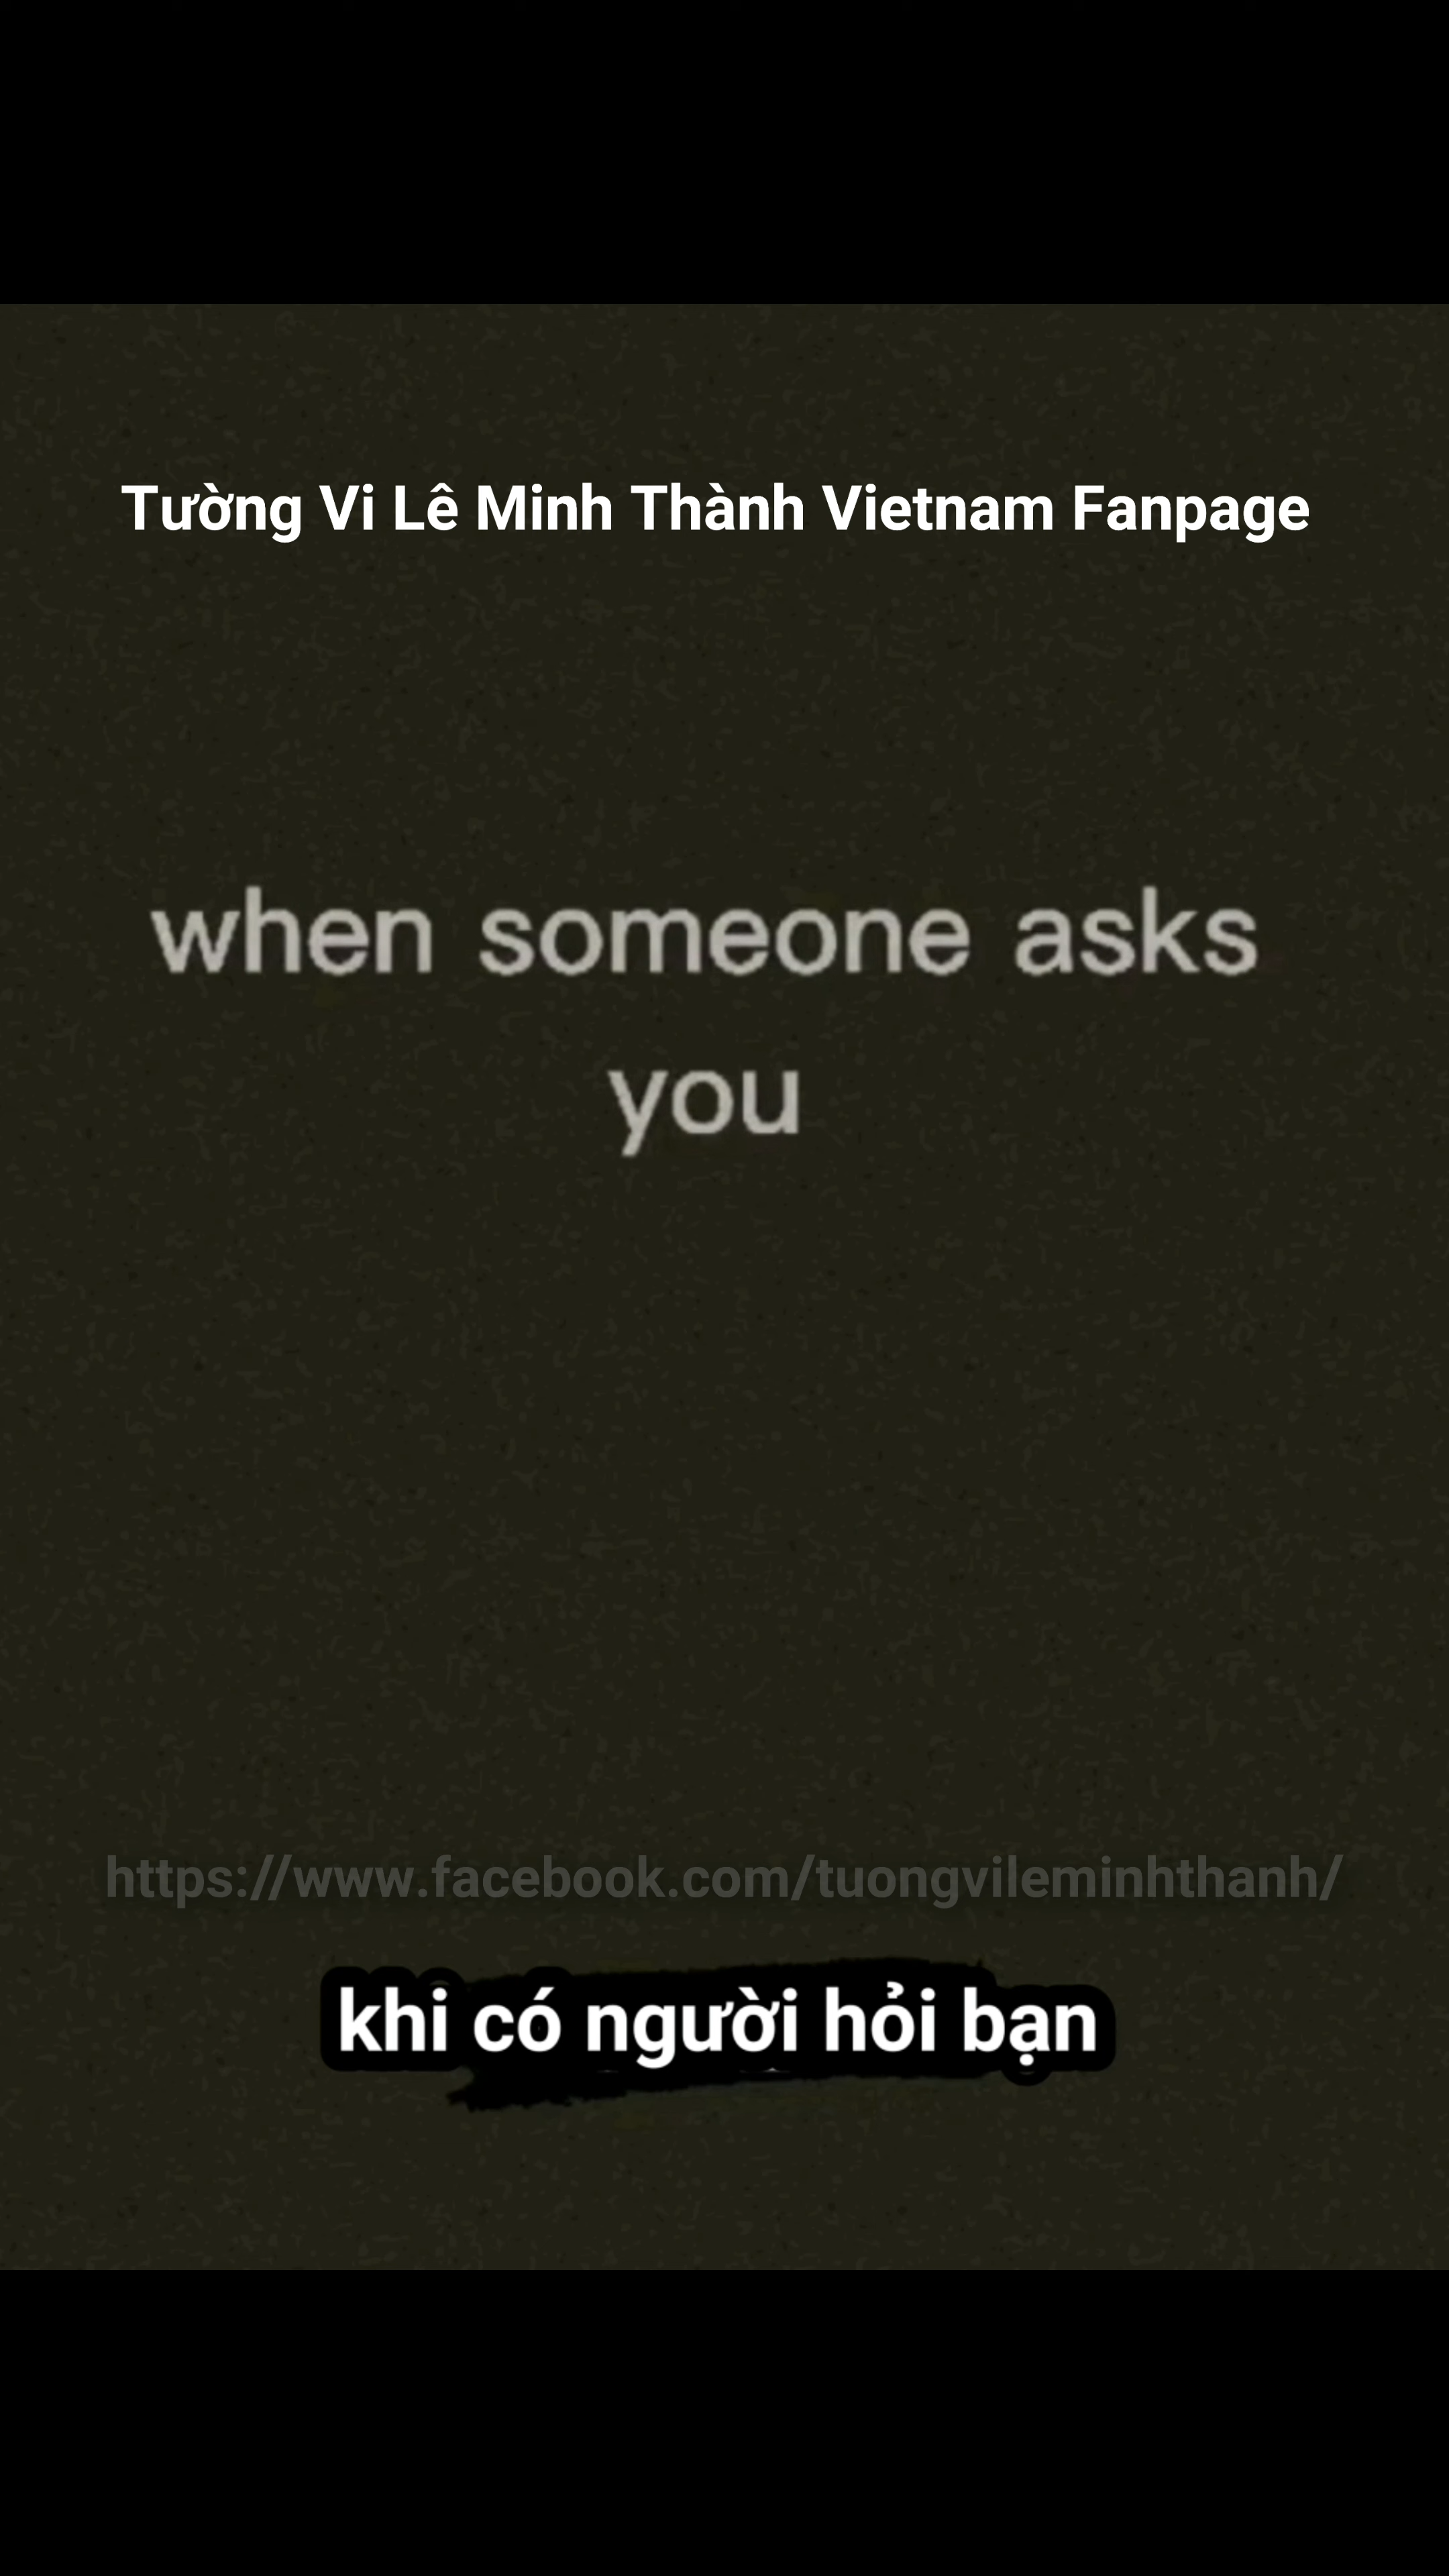 Tường Vi Lê Minh Thành Vietnam Fanpage
when someone asks
you
https://www.facebook.com/tuongvileminhthanh/
khi có người hỏi bạn